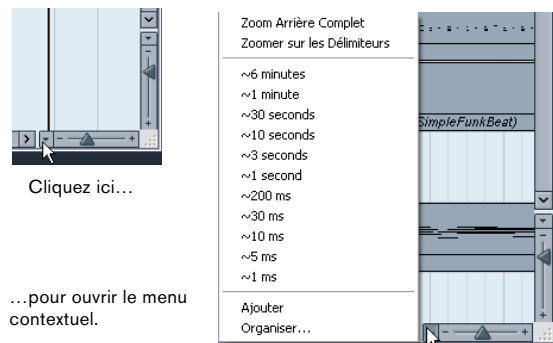 Cliquez ici…
…pour ouvrir le menu
contextuel.
Zoom Arrière Complet
Zoomer sur les Délimiteurs
~6 minutes
~1 minute
~30 seconds
~10 seconds
~3 seconds
~1 second
~200 ms
~30 ms
~10 ms
~5 ms
~1 ms
Ajouter
Organiser...
SimpleFunkBeat)